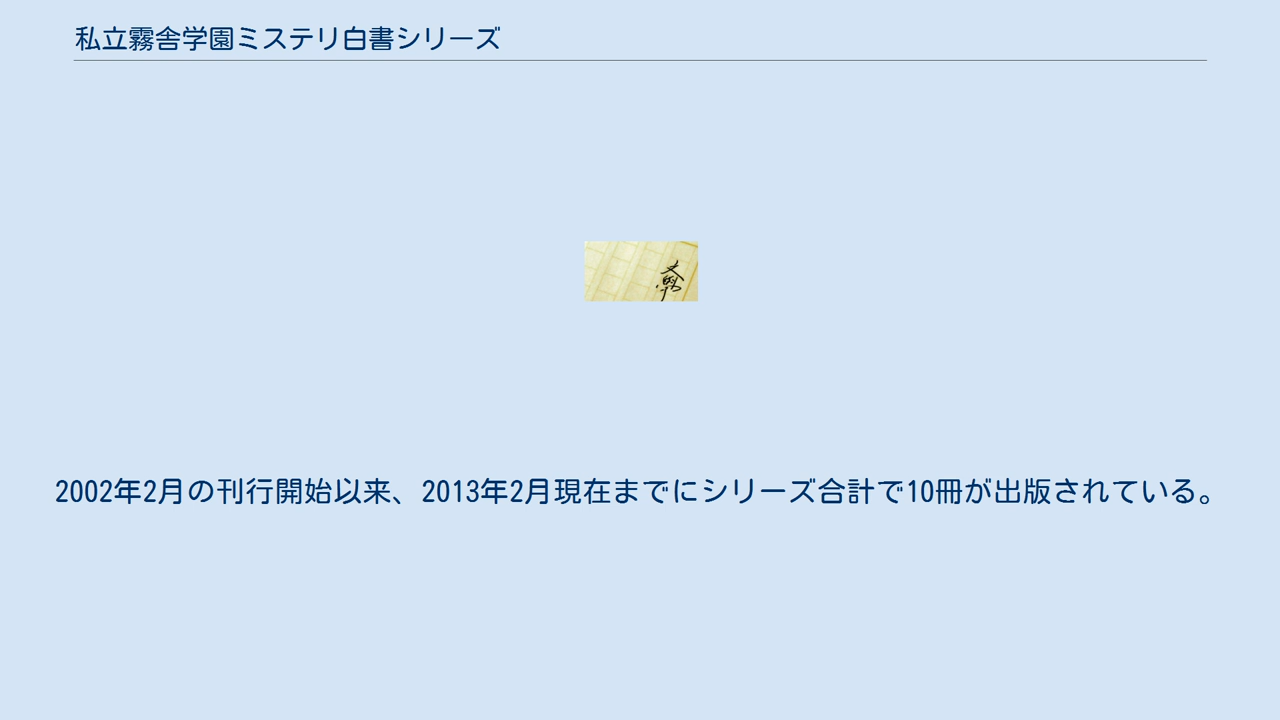 私立霧舎学園ミステリ白書シリーズ
2002年2月の刊行開始以来、2013年2月現在までにシリーズ合計で10冊が出版されている。